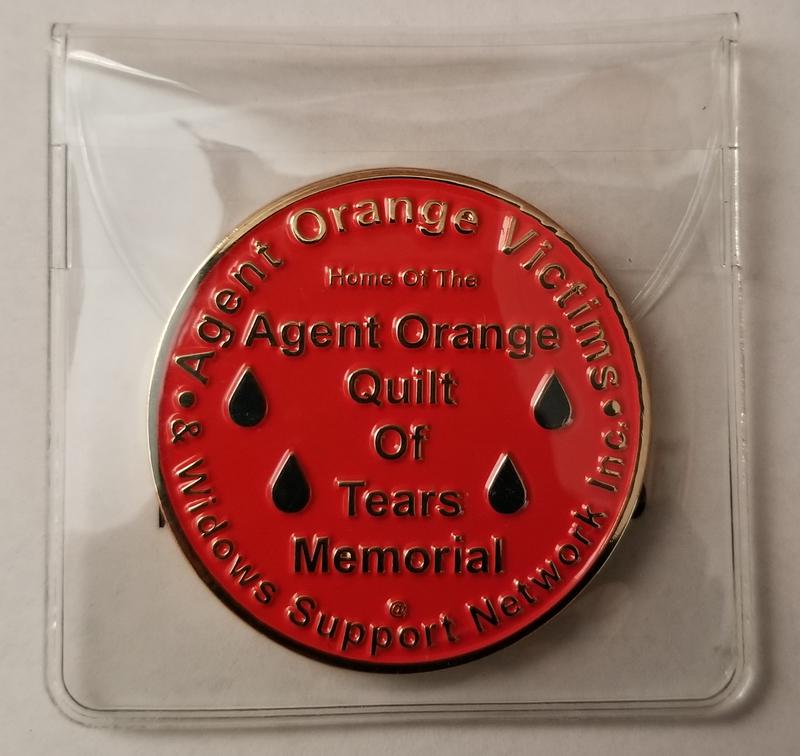 Agent Orange Victims
Home Of The
Agent Orange
Quilt
Of
Tears
Memorial
@
& Widows Support Network Inc.